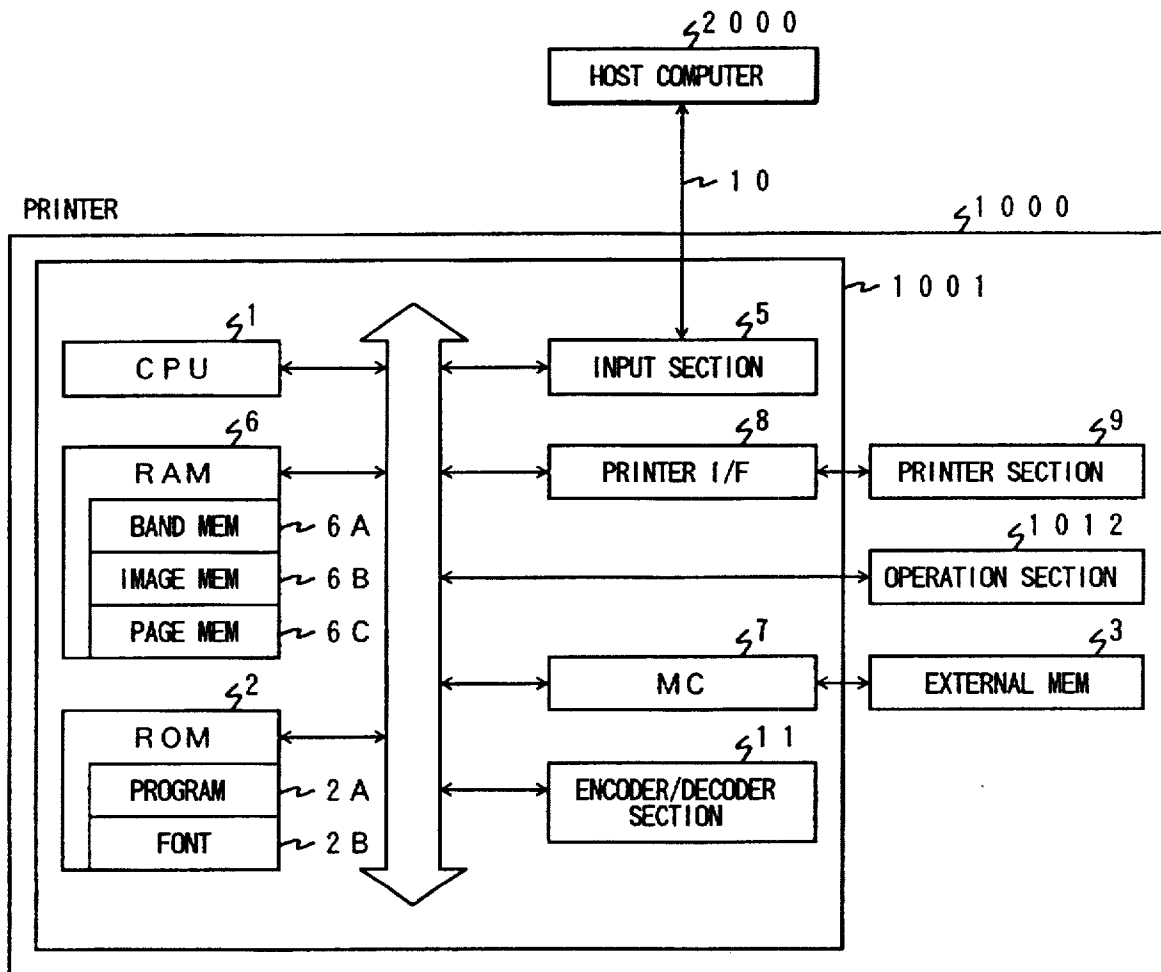 2000
HOST COMPUTER
10
PRINTER
1000
1001
1
CPU
5
INPUT SECTION
6
RAM
BAND MEM
6A
IMAGE MEM
6B
PAGE MEM
6C
8
PRINTER I/F
9
PRINTER SECTION
1012
OPERATION SECTION
7
MC
3
EXTERNAL MEM
2
ROM
PROGRAM
2A
FONT
2B
11
ENCODER/DECODER
SECTION